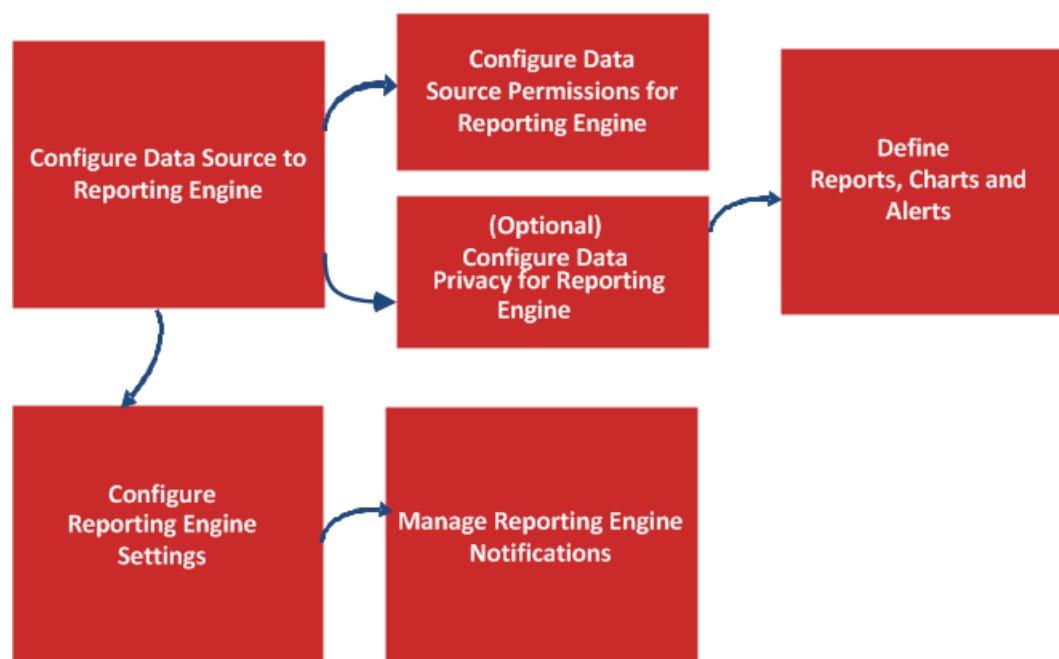 Configure Data Source to
Reporting Engine
Configure Data
Source Permissions for
Reporting Engine
(Optional)
Configure Data
Privacy for Reporting
Engine
Define
Reports, Charts and
Alerts
Configure
Reporting Engine
Settings
Manage Reporting Engine
Notifications